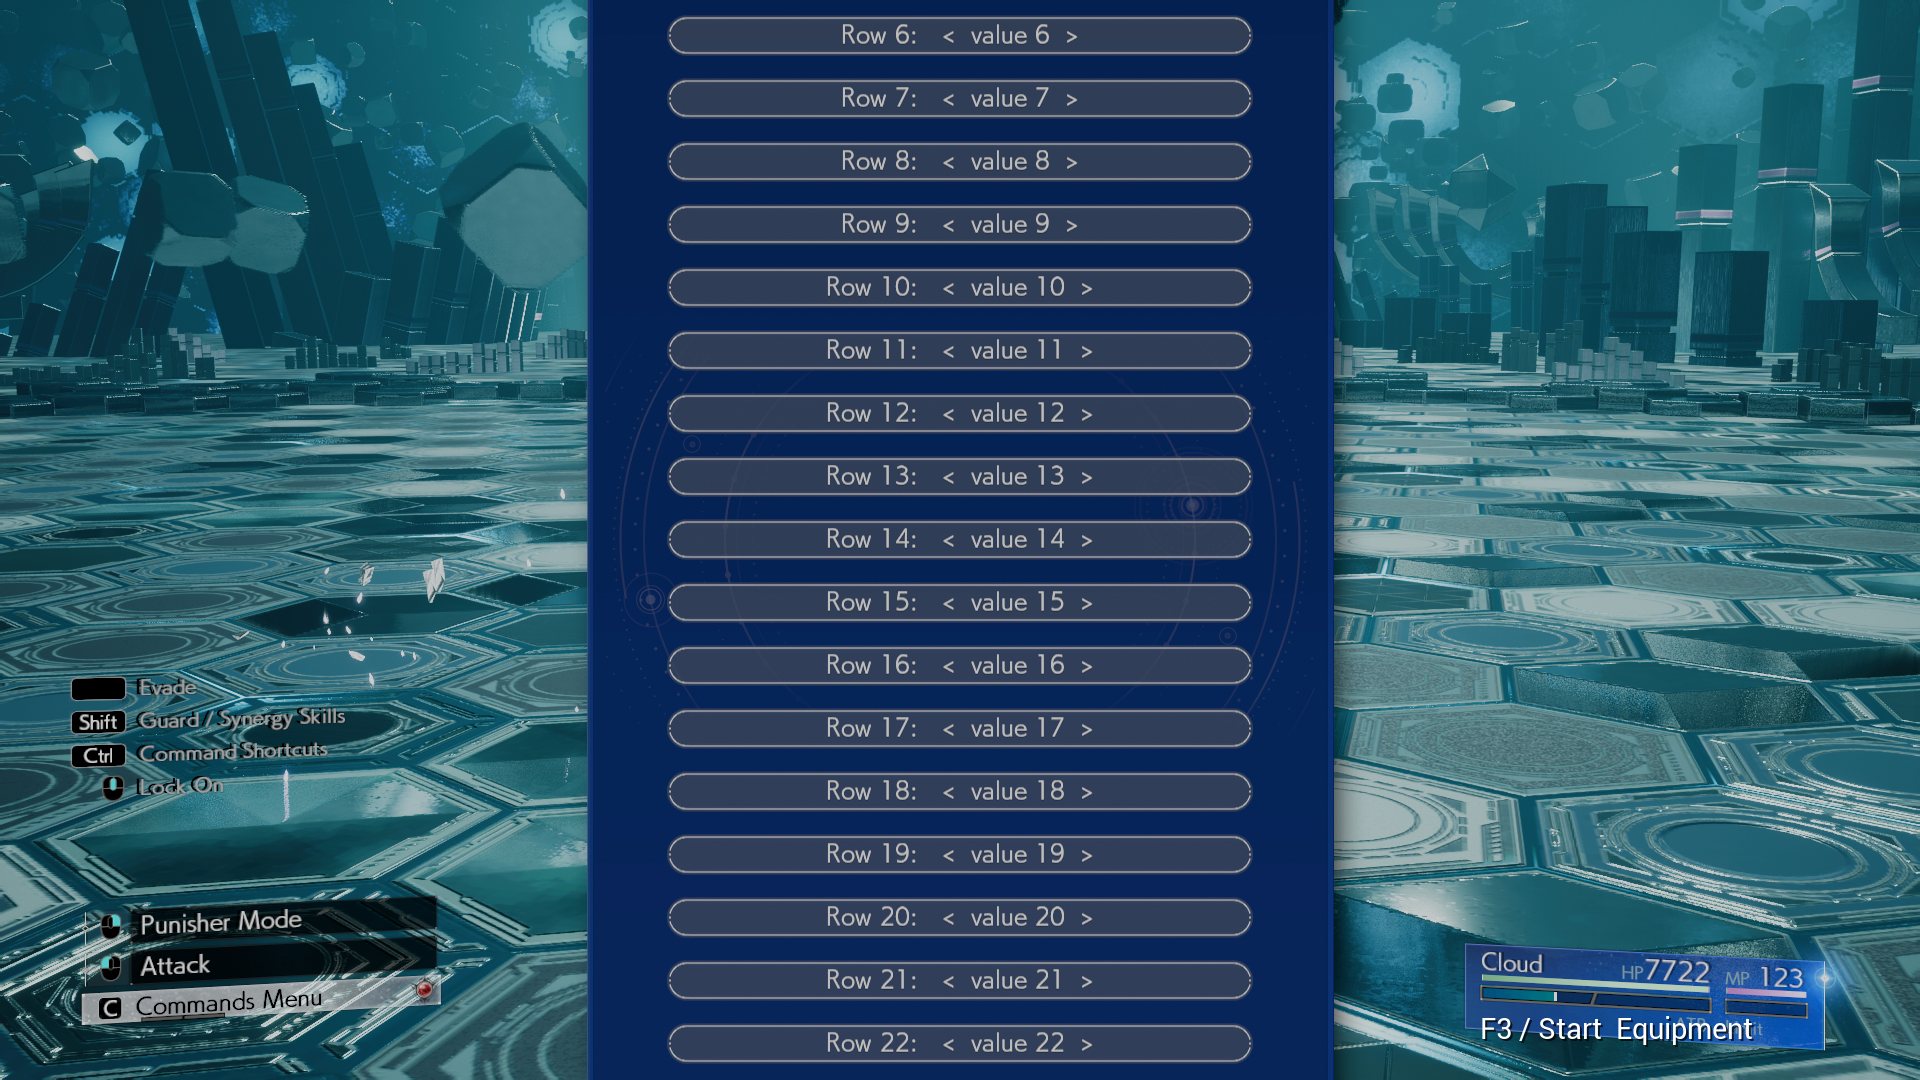 Row 6: < value 6 >
Row 7: < value 7 >
Row 8: < value 8 >
Row 9: < value 9 >
Row 10: < value 10 >
Row 11: < value 11 >
Row 12: < value 12 >
Row 13: < value 13 >
Row 14: < value 14 >
Row 15: < value 15 >
Row 16: < value 16 >
Row 17: < value 17 >
Row 18: < value 18 >
Row 19: < value 19 >
Row 20: < value 20 >
Row 21: < value 21 >
Row 22: < value 22 >
Evade
Shift Guard / Synergy Skills
Ctrl Command Shortcuts
Lock On
Punisher Mode
Attack
C Commands Menu
Cloud HP 7722 MP 123
F3 / Start Equipment